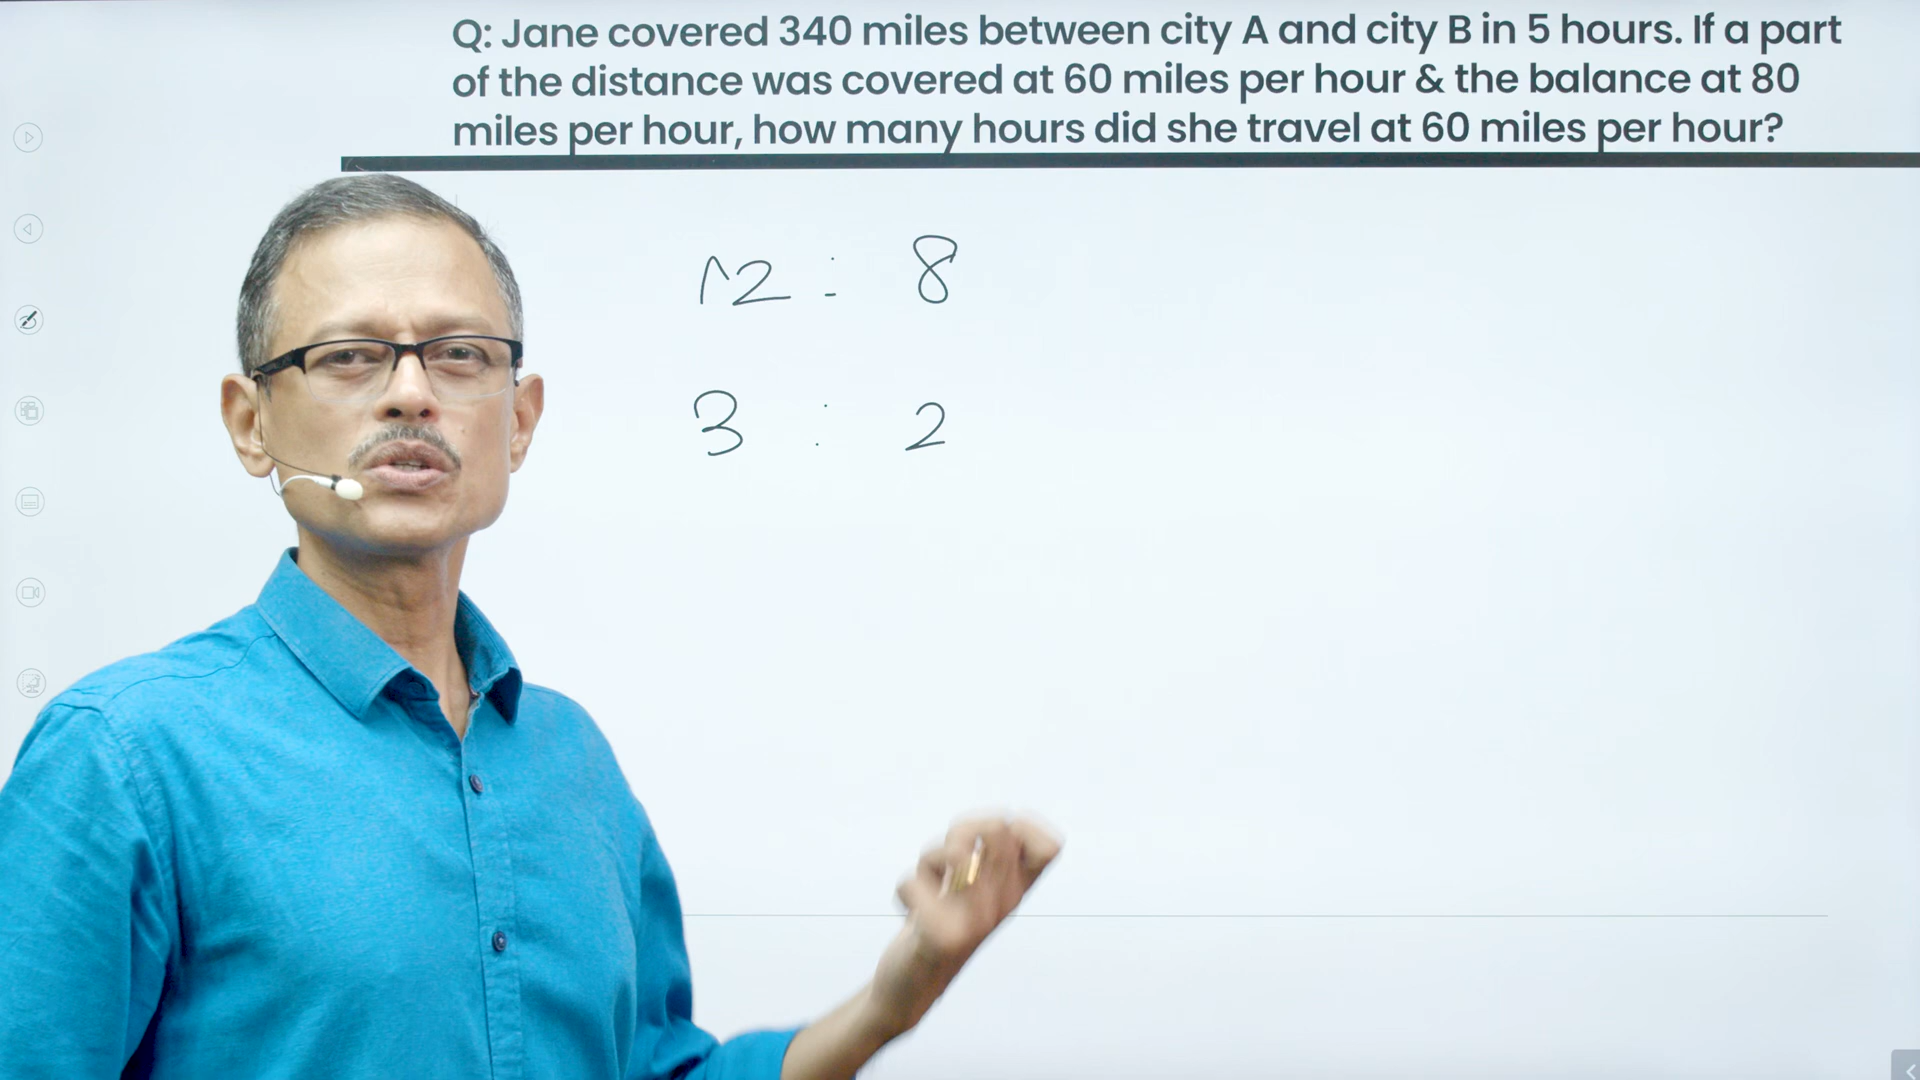 Q: Jane covered 340 miles between city A and city B in 5 hours. If a part
of the distance was covered at 60 miles per hour & the balance at 80
miles per hour, how many hours did she travel at 60 miles per hour?
12 : 8
3 : 2